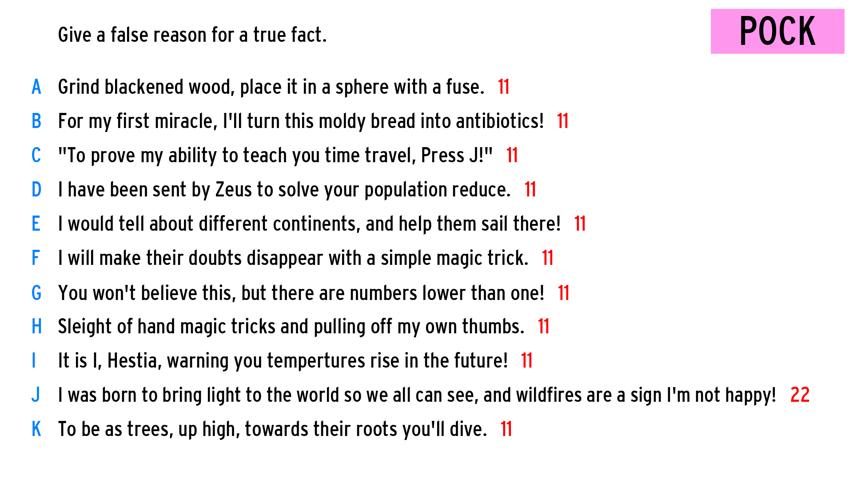 Give a false reason for a true fact.
POCK
A Grind blackened wood, place it in a sphere with a fuse. 11
B For my first miracle, I'll turn this moldy bread into antibiotics! 11
C "To prove my ability to teach you time travel, Press J!" 11
D I have been sent by Zeus to solve your population reduce. 11
E I would tell about different continents, and help them sail there! 11
F I will make their doubts disappear with a simple magic trick. 11
G You won't believe this, but there are numbers lower than one! 11
H Sleight of hand magic tricks and pulling off my own thumbs. 11
I It is I, Hestia, warning you tempertures rise in the future! 11
J I was born to bring light to the world so we all can see, and wildfires are a sign I'm not happy! 22
K To be as trees, up high, towards their roots you'll dive. 11